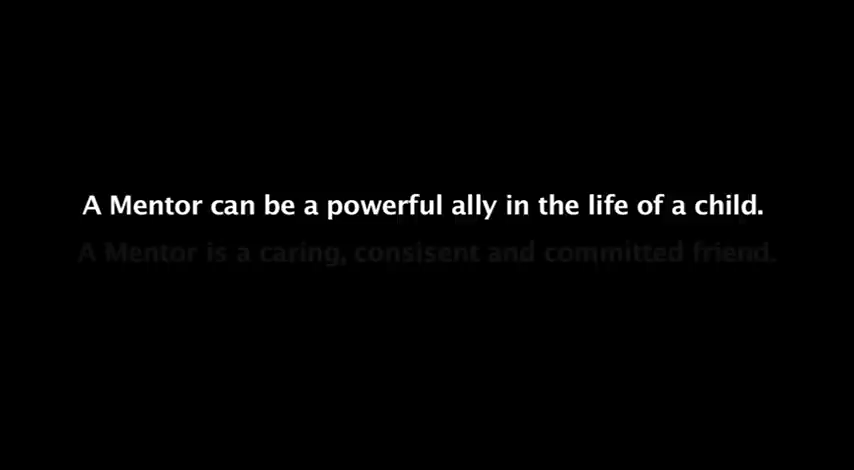 A Mentor can be a powerful ally in the life of a child.
A Mentor is a caring, consisent and committed friend.